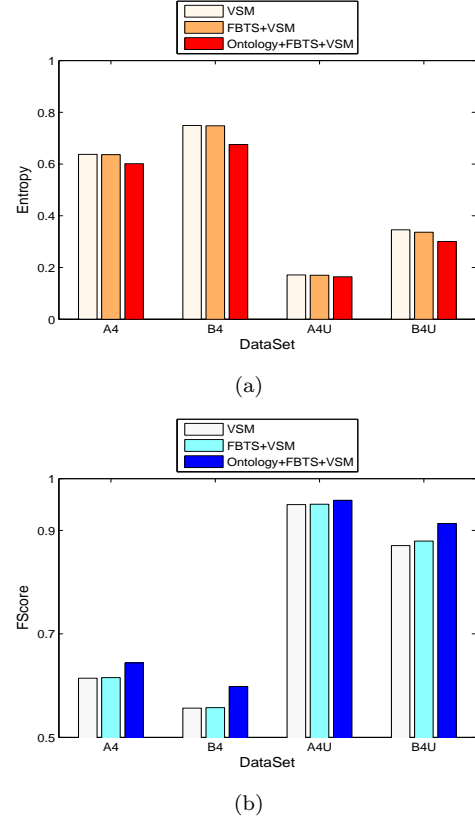 VSM
FBTS+VSM
Ontology+FBTS+VSM
1
0.8
0.6
0.4
0.2
0
Entropy
A4 B4 A4U B4U
DataSet
(a)
VSM
FBTS+VSM
Ontology+FBTS+VSM
1
0.9
0.7
0.5
FScore
A4 B4 A4U B4U
DataSet
(b)